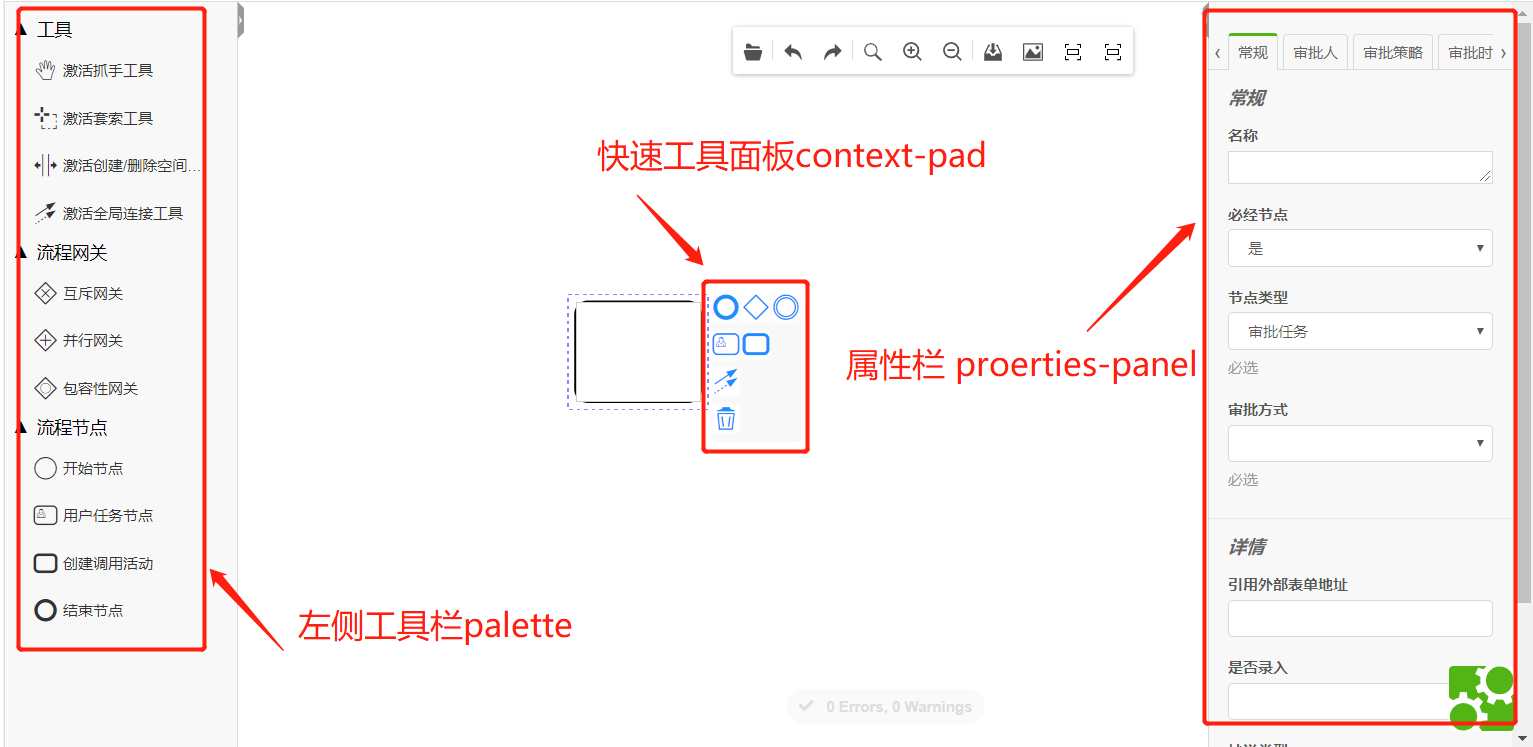 工具
激活抓手工具
激活套索工具
激活创建/删除空间...
激活全局连接工具
流程网关
互斥网关
并行网关
包容性网关
流程节点
开始节点
用户任务节点
创建调用活动
结束节点
左侧工具栏palette
快速工具面板context-pad
属性栏 proerties-panel
0 Errors, 0 Warnings
常规 审批人 审批策略 审批时
常规
名称
必经节点
是
节点类型
审批任务
必选
审批方式
必选
详情
引用外部表单地址
是否录入